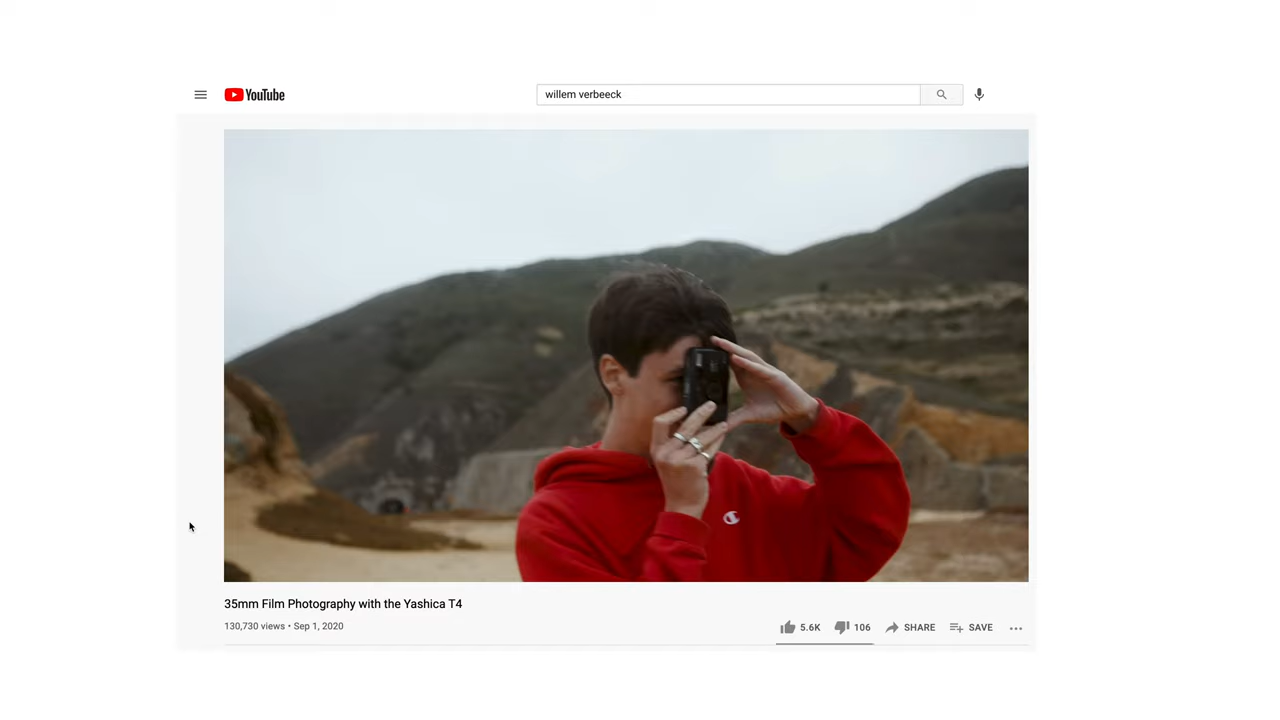 YouTube
willem verbeeck
35mm Film Photography with the Yashica T4
130,730 views • Sep 1, 2020
5.6K 106 SHARE SAVE